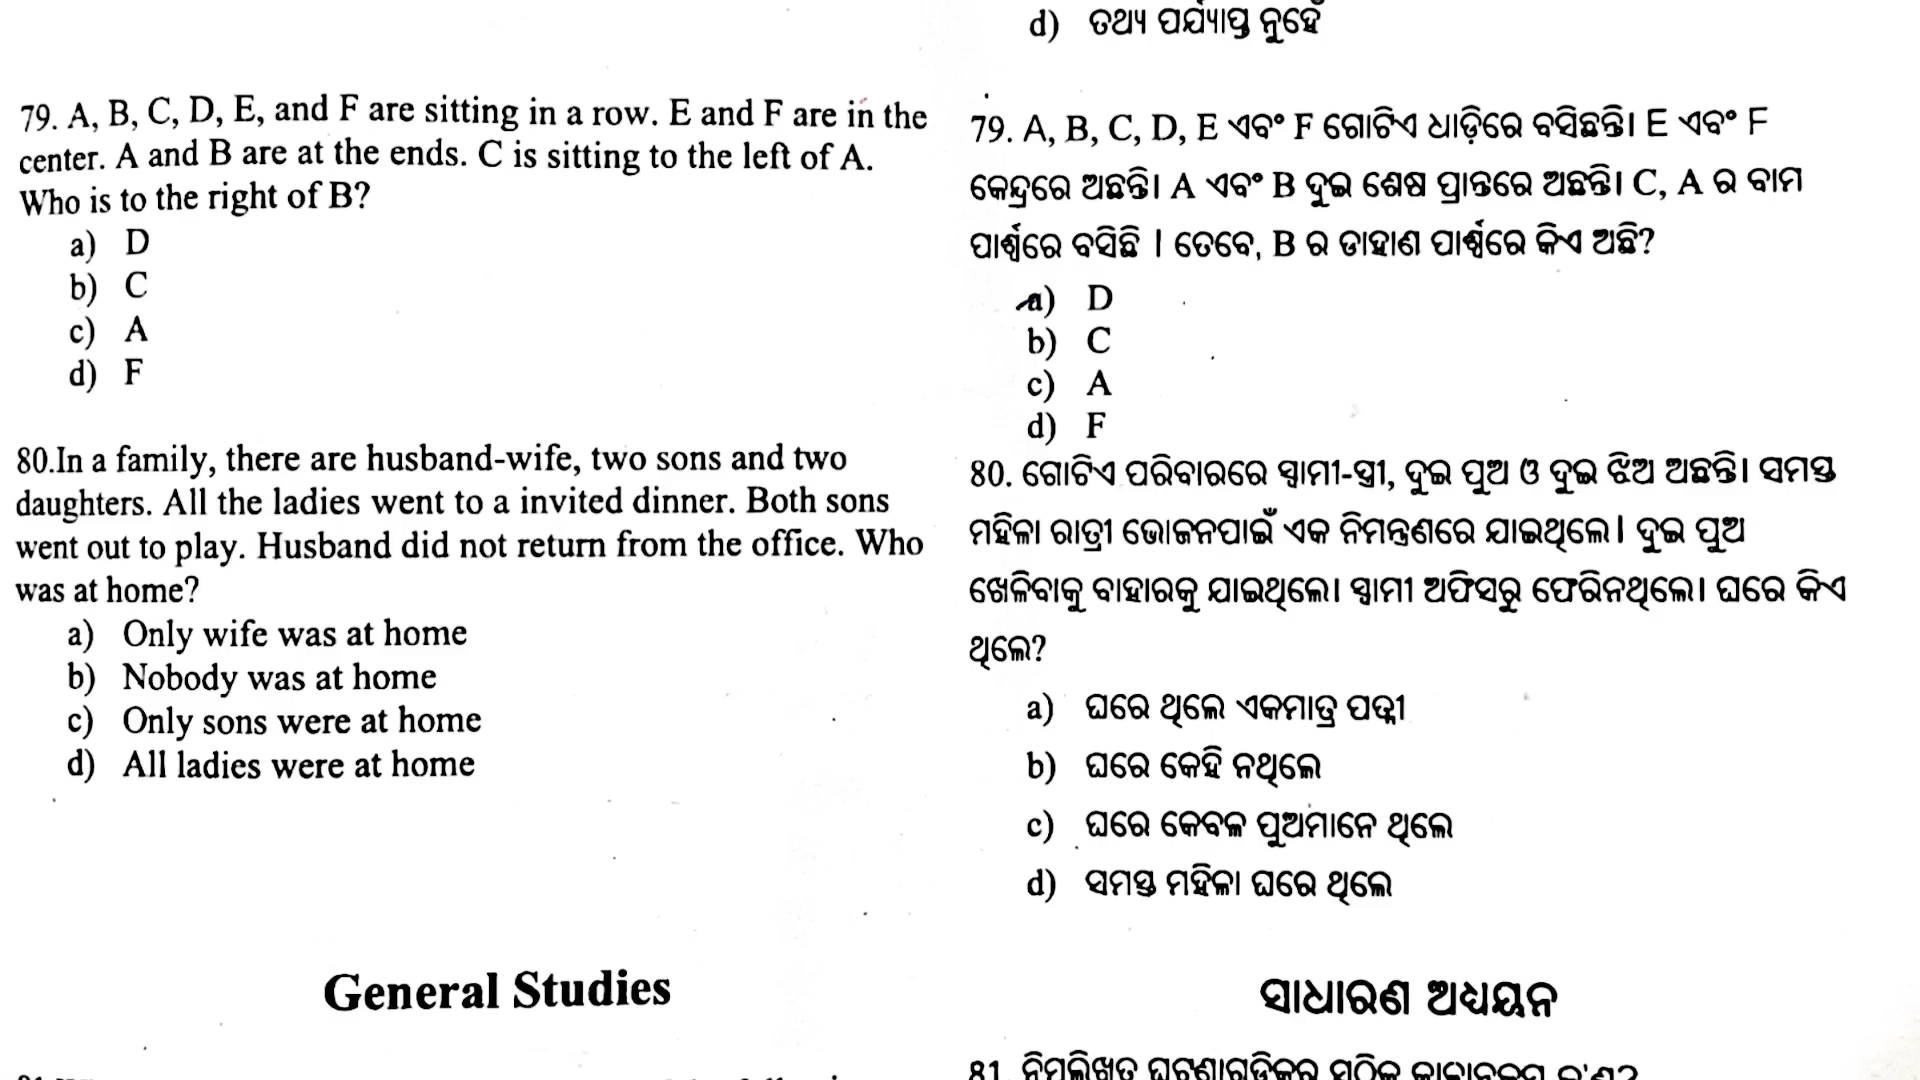 79. A, B, C, D, E, and F are sitting in a row. E and F are in the
center. A and B are at the ends. C is sitting to the left of A.
Who is to the right of B?
a) D
b) C
c) A
d) F
80.In a family, there are husband-wife, two sons and two
daughters. All the ladies went to a invited dinner. Both sons
went out to play. Husband did not return from the office. Who
was at home?
a) Only wife was at home
b) Nobody was at home
c) Only sons were at home
d) All ladies were at home
General Studies
d) ତଥ୍ୟ ପର୍ଯ୍ୟାପ୍ତ ନୁହେଁ
79. A, B, C, D, E ଏବଂ F ଗୋଟିଏ ଧାଡ଼ିରେ ବସିଛନ୍ତି। E ଏବଂ F
କେନ୍ଦ୍ରରେ ଅଛନ୍ତି। A ଏବଂ B ଦୁଇ ଶେଷ ପ୍ରାନ୍ତରେ ଅଛନ୍ତି। C, A ର ବାମ
ପାର୍ଶ୍ୱରେ ବସିଛି । ତେବେ, B ର ଡାହାଣ ପାର୍ଶ୍ୱରେ କିଏ ଅଛି?
a) D
b) C
c) A
d) F
80. ଗୋଟିଏ ପରିବାରରେ ସ୍ୱାମୀ-ସ୍ତ୍ରୀ, ଦୁଇ ପୁଅ ଓ ଦୁଇ ଝିଅ ଅଛନ୍ତି। ସମସ୍ତ
ମହିଳା ରାତ୍ରୀ ଭୋଜନପାଇଁ ଏକ ନିମନ୍ତ୍ରଣରେ ଯାଇଥିଲେ। ଦୁଇ ପୁଅ
ଖେଳିବାକୁ ବାହାରକୁ ଯାଇଥିଲେ। ସ୍ୱାମୀ ଅଫିସରୁ ଫେରିନଥିଲେ। ଘରେ କିଏ
ଥିଲେ?
a) ଘରେ ଥିଲେ ଏକମାତ୍ର ପତ୍ନୀ
b) ଘରେ କେହି ନଥିଲେ
c) ଘରେ କେବଳ ପୁଅମାନେ ଥିଲେ
d) ସମସ୍ତ ମହିଳା ଘରେ ଥିଲେ
ସାଧାରଣ ଅଧ୍ୟୟନ
81.